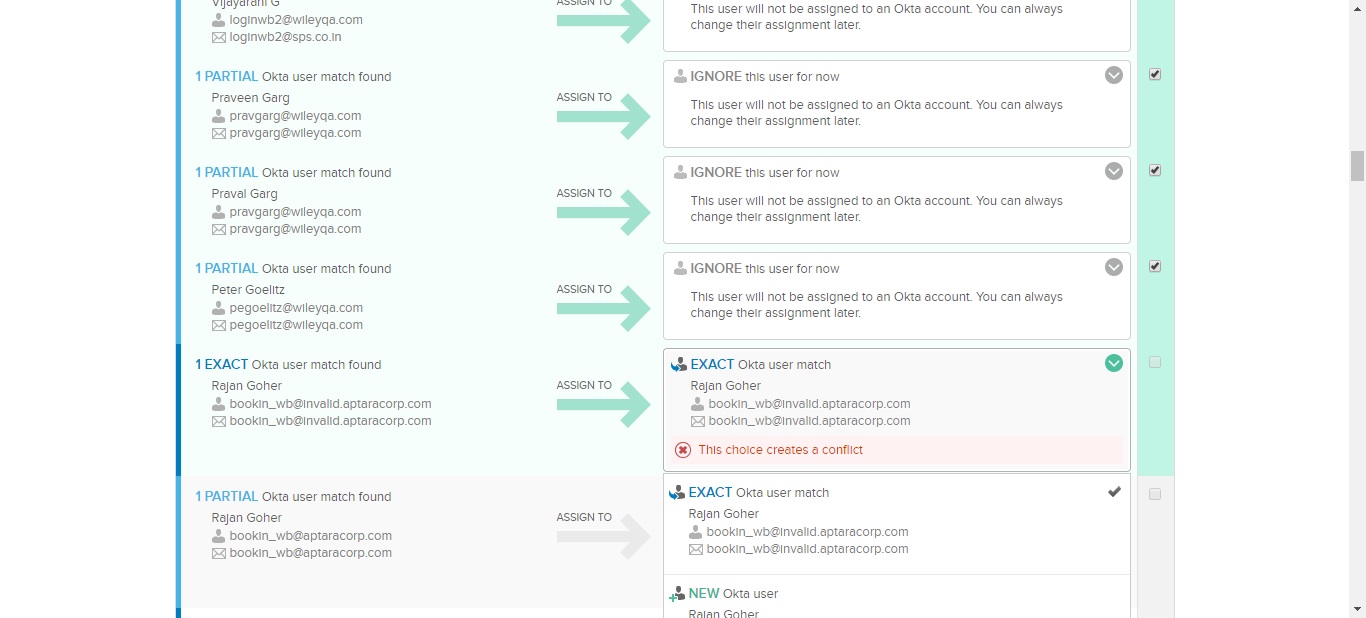 Vijayarani G
ASSIGN TO
This user will not be assigned to an Okta account. You can always
change their assignment later.
loginwb2@wileyqa.com
loginwb2@sps.co.in
1 PARTIAL Okta user match found
Praveen Garg
pravgarg@wileyqa.com
pravgarg@wileyqa.com
ASSIGN TO
IGNORE this user for now
This user will not be assigned to an Okta account. You can always
change their assignment later.
1 PARTIAL Okta user match found
Praval Garg
pravgarg@wileyqa.com
pravgarg@wileyqa.com
ASSIGN TO
IGNORE this user for now
This user will not be assigned to an Okta account. You can always
change their assignment later.
1 PARTIAL Okta user match found
Peter Goelitz
pegoelitz@wileyqa.com
pegoelitz@wileyqa.com
ASSIGN TO
IGNORE this user for now
This user will not be assigned to an Okta account. You can always
change their assignment later.
1 EXACT Okta user match found
Rajan Goher
bookin_wb@invalid.aptaracorp.com
bookin_wb@invalid.aptaracorp.com
ASSIGN TO
EXACT Okta user match
Rajan Goher
bookin_wb@invalid.aptaracorp.com
bookin_wb@invalid.aptaracorp.com
This choice creates a conflict
1 PARTIAL Okta user match found
Rajan Goher
bookin_wb@aptaracorp.com
bookin_wb@aptaracorp.com
ASSIGN TO
EXACT Okta user match
Rajan Goher
bookin_wb@invalid.aptaracorp.com
bookin_wb@invalid.aptaracorp.com
NEW Okta user
Rajan Goher